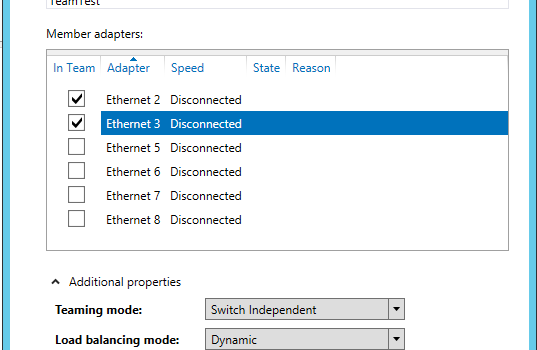 TeamTest
Member adapters:
In Team Adapter Speed State Reason
Ethernet 2 Disconnected
Ethernet 3 Disconnected
Ethernet 5 Disconnected
Ethernet 6 Disconnected
Ethernet 7 Disconnected
Ethernet 8 Disconnected
Additional properties
Teaming mode: Switch Independent
Load balancing mode: Dynamic